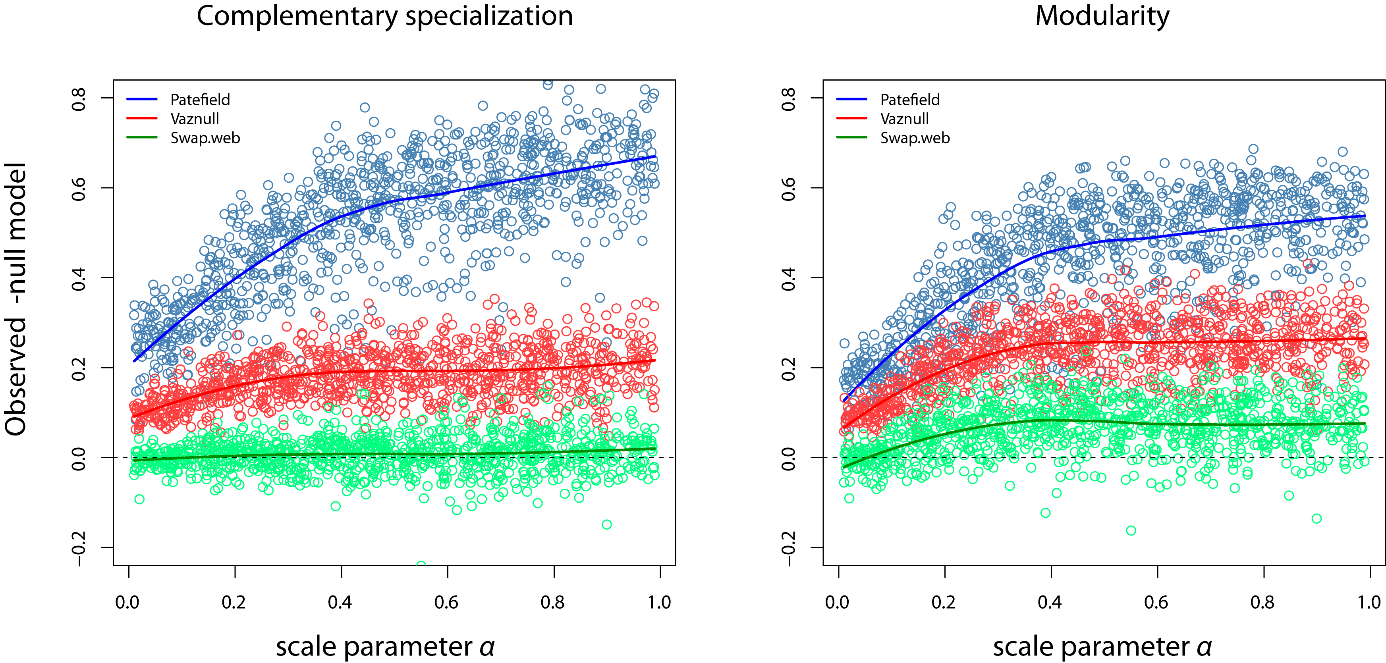 Complementary specialization
Modularity
Observed -null model
0.8
0.6
0.4
0.2
0.0
−0.2
Patefield
Vaznull
Swap.web
0.0 0.2 0.4 0.6 0.8 1.0
scale parameter α
0.8
0.6
0.4
0.2
0.0
−0.2
Patefield
Vaznull
Swap.web
0.0 0.2 0.4 0.6 0.8 1.0
scale parameter α